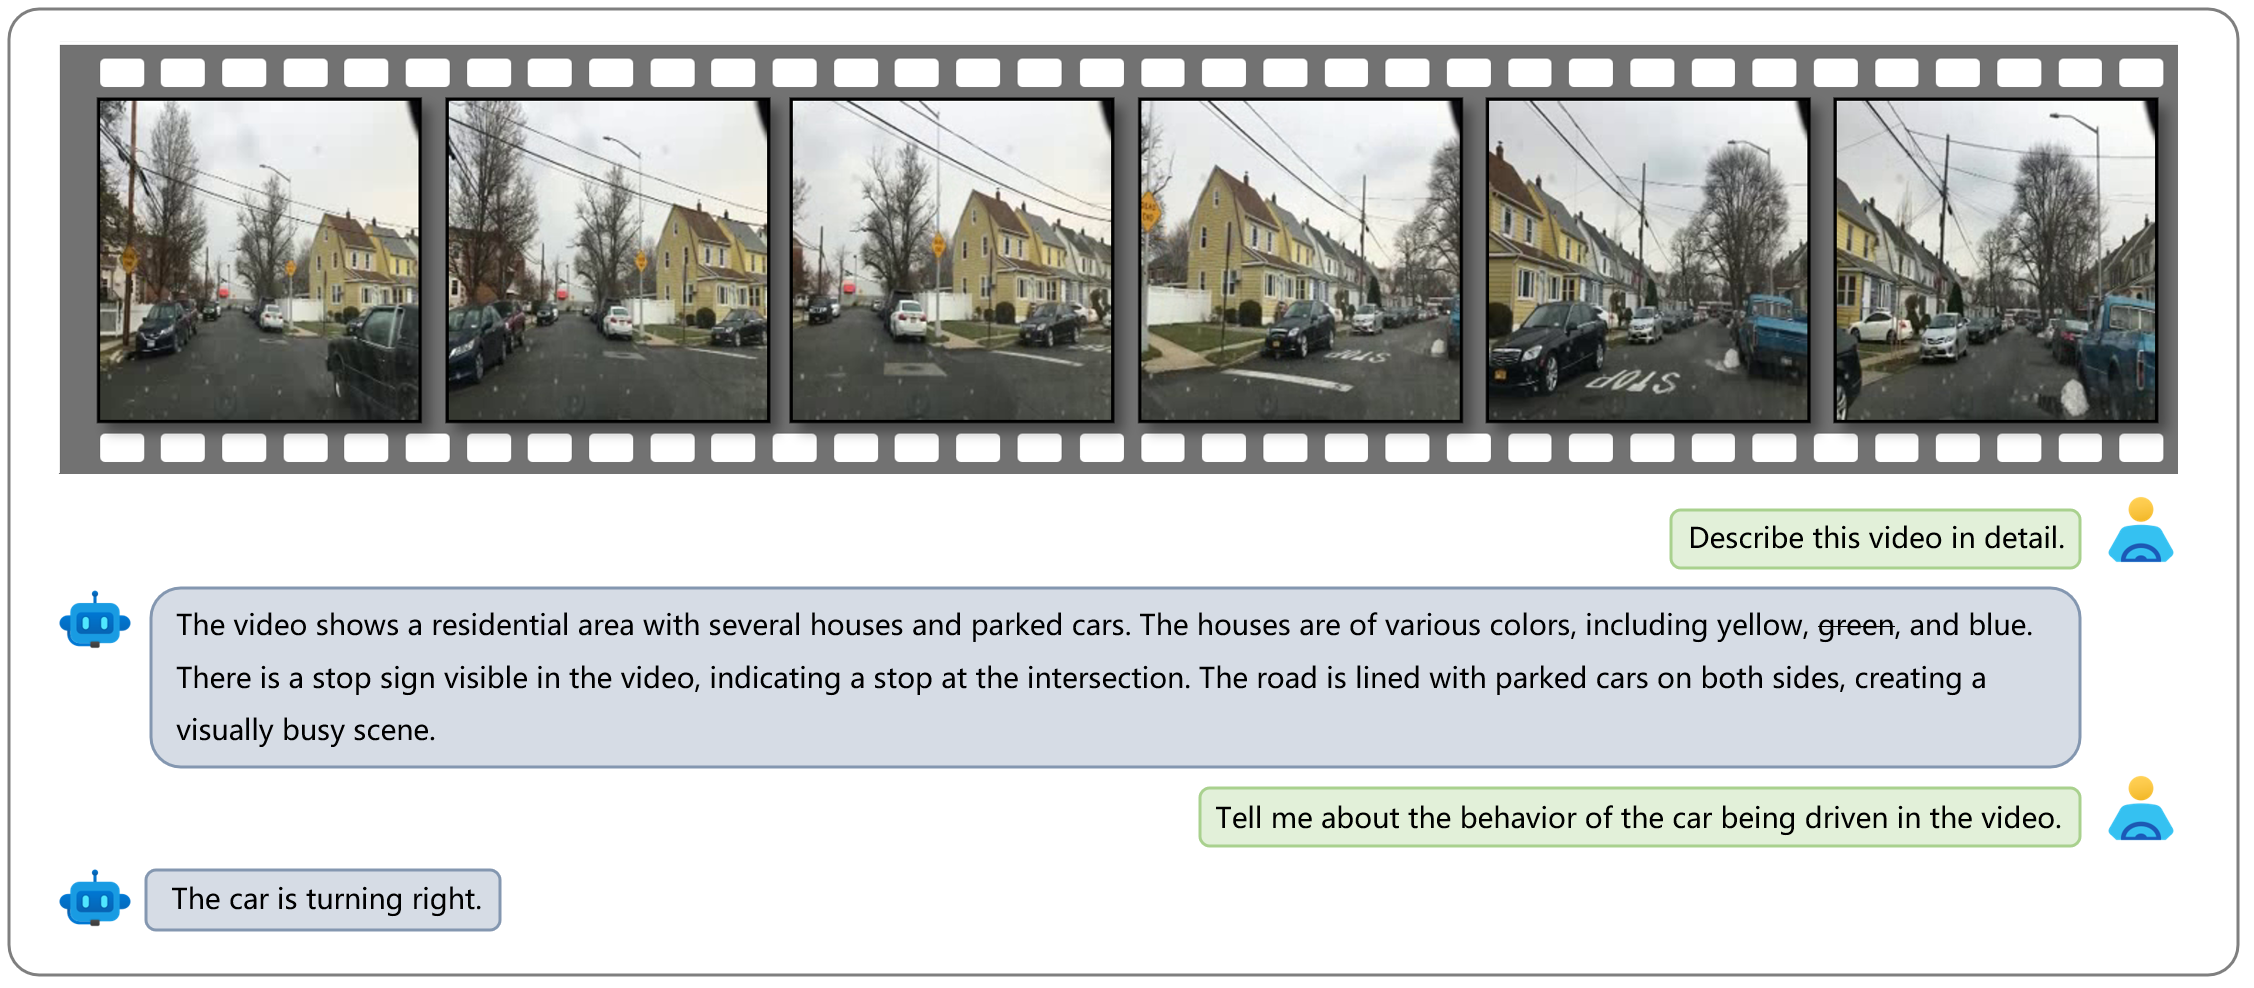 DEAD
END
STOP
STOP
Describe this video in detail.
The video shows a residential area with several houses and parked cars. The houses are of various colors, including yellow, green, and blue.
There is a stop sign visible in the video, indicating a stop at the intersection. The road is lined with parked cars on both sides, creating a
visually busy scene.
Tell me about the behavior of the car being driven in the video.
The car is turning right.